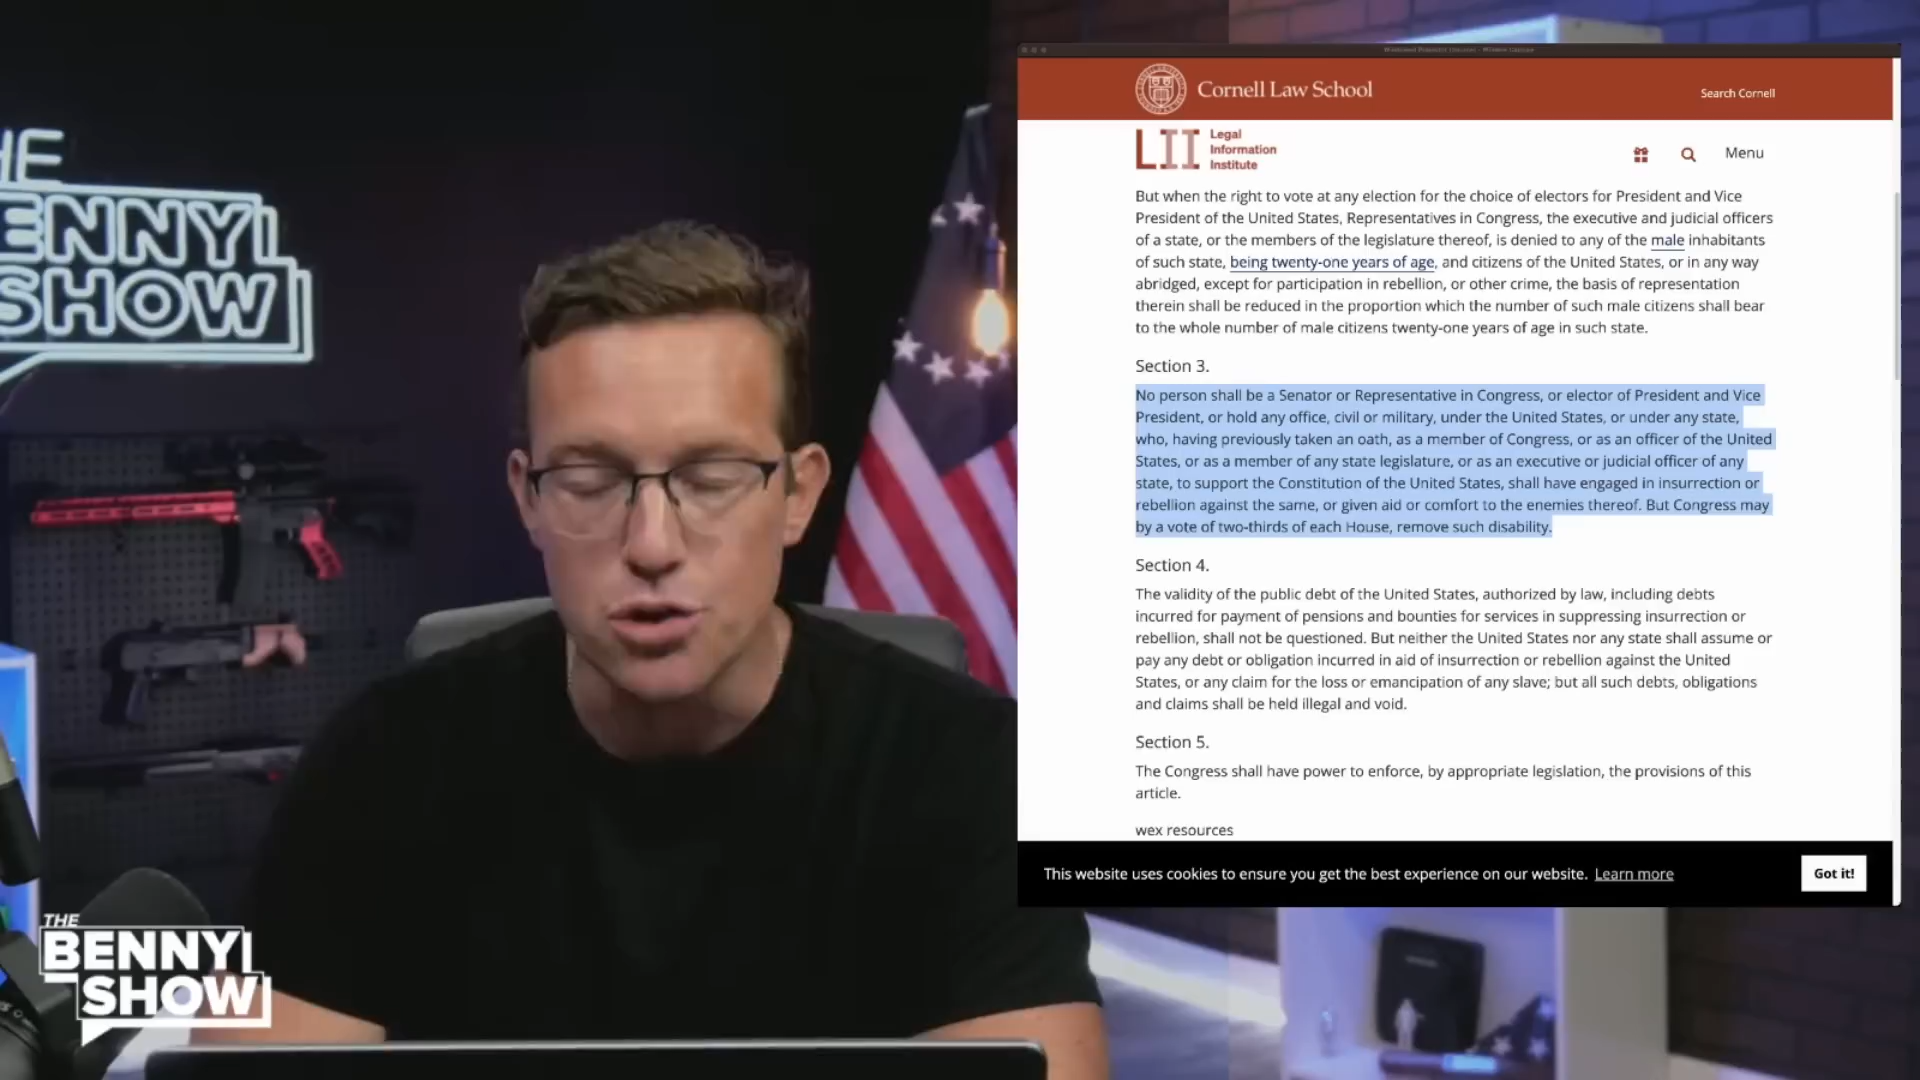 THE
BENNY
SHOW
Cornell Law School
Search Cornell
LII
Legal
Information
Institute
Menu
But when the right to vote at any election for the choice of electors for President and Vice
President of the United States, Representatives in Congress, the executive and judicial officers
of a state, or the members of the legislature thereof, is denied to any of the male inhabitants
of such state, being twenty-one years of age, and citizens of the United States, or in any way
abridged, except for participation in rebellion, or other crime, the basis of representation
therein shall be reduced in the proportion which the number of such male citizens shall bear
to the whole number of male citizens twenty-one years of age in such state.
Section 3.
No person shall be a Senator or Representative in Congress, or elector of President and Vice
President, or hold any office, civil or military, under the United States, or under any state,
who, having previously taken an oath, as a member of Congress, or as an officer of the United
States, or as a member of any state legislature, or as an executive or judicial officer of any
state, to support the Constitution of the United States, shall have engaged in insurrection or
rebellion against the same, or given aid or comfort to the enemies thereof. But Congress may
by a vote of two-thirds of each House, remove such disability.
Section 4.
The validity of the public debt of the United States, authorized by law, including debts
incurred for payment of pensions and bounties for services in suppressing insurrection or
rebellion, shall not be questioned. But neither the United States nor any state shall assume or
pay any debt or obligation incurred in aid of insurrection or rebellion against the United
States, or any claim for the loss or emancipation of any slave; but all such debts, obligations
and claims shall be held illegal and void.
Section 5.
The Congress shall have power to enforce, by appropriate legislation, the provisions of this
article.
wex resources
This website uses cookies to ensure you get the best experience on our website. Learn more
Got it!
THE
BENNY
SHOW